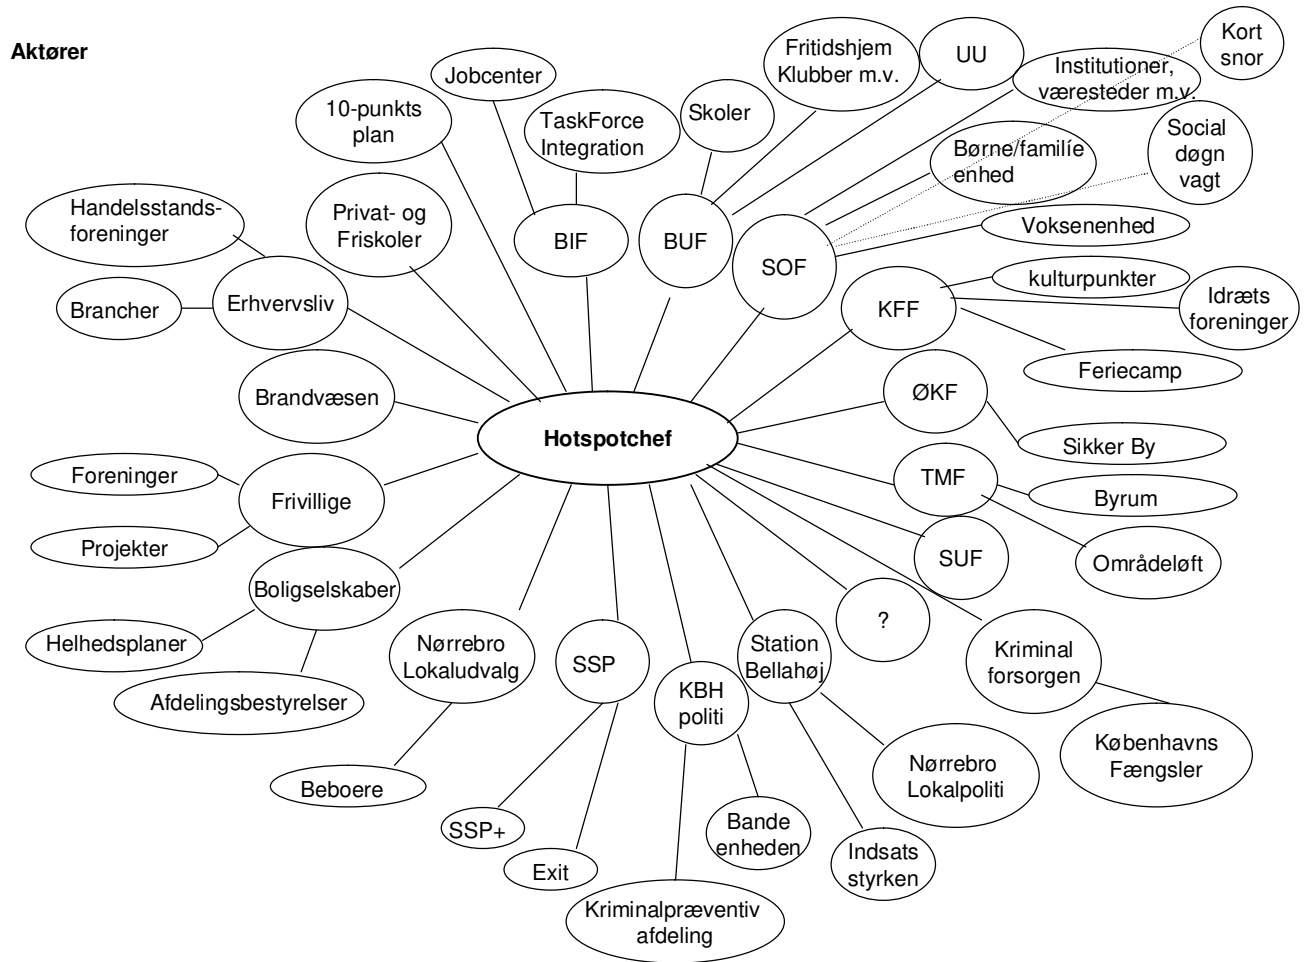 Aktører
Kort
snor
Fritidshjem
Klubber m.v.
UU
Institutioner,
væresteder m.v.
Jobcenter
10-punkts
plan
TaskForce
Integration
Skoler
Social
døgn
vagt
Børne/familíe
enhed
Handelsstands-
foreninger
Privat- og
Friskoler
BIF
BUF
SOF
Voksenenhed
kulturpunkter
Idræts
foreninger
Brancher
Erhvervsliv
KFF
Feriecamp
Brandvæsen
ØKF
Hotspotchef
Sikker By
Foreninger
Frivillige
TMF
Byrum
Projekter
SUF
Områdeløft
Boligselskaber
?
Helhedsplaner
Nørrebro
Lokaludvalg
SSP
Station
Bellahøj
Kriminal
forsorgen
Afdelingsbestyrelser
KBH
politi
Københavns
Fængsler
Nørrebro
Lokalpoliti
Beboere
SSP+
Bande
enheden
Indsats
styrken
Exit
Kriminalpræventiv
afdeling